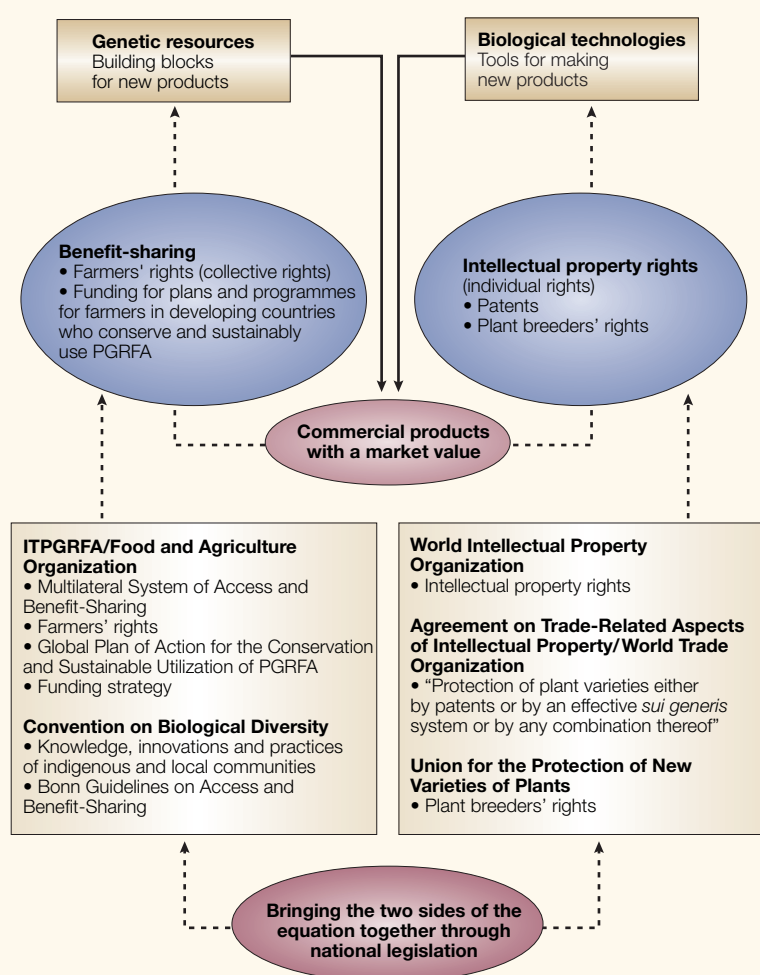 Genetic resources
Building blocks
for new products
Biological technologies
Tools for making
new products
Benefit-sharing
• Farmers' rights (collective rights)
• Funding for plans and programmes
for farmers in developing countries
who conserve and sustainably
use PGRFA
Intellectual property rights
(individual rights)
• Patents
• Plant breeders’ rights
Commercial products
with a market value
ITPGRFA/Food and Agriculture
Organization
• Multilateral System of Access and
Benefit-Sharing
• Farmers’ rights
• Global Plan of Action for the Conservation
and Sustainable Utilization of PGRFA
• Funding strategy
Convention on Biological Diversity
• Knowledge, innovations and practices
of indigenous and local communities
• Bonn Guidelines on Access and
Benefit-Sharing
World Intellectual Property
Organization
• Intellectual property rights
Agreement on Trade-Related Aspects
of Intellectual Property/World Trade
Organization
• “Protection of plant varieties either
by patents or by an effective sui generis
system or by any combination thereof”
Union for the Protection of New
Varieties of Plants
• Plant breeders’ rights
Bringing the two sides of the
equation together through
national legislation